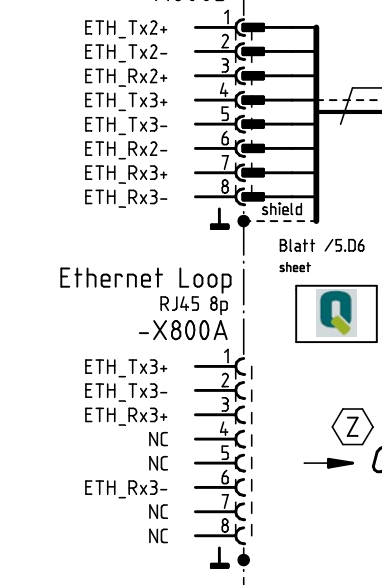 ETH_Tx2+ 1
ETH_Tx2- 2
ETH_Rx2+ 3
ETH_Tx3+ 4
ETH_Tx3- 5
ETH_Rx2- 6
ETH_Rx3+ 7
ETH_Rx3- 8
shield
Blatt /5.D6
sheet
Ethernet Loop
RJ45 8p
-X800A
ETH_Tx3+ 1
ETH_Tx3- 2
ETH_Rx3+ 3
NC 4
NC 5
ETH_Rx3- 6
NC 7
NC 8
Z